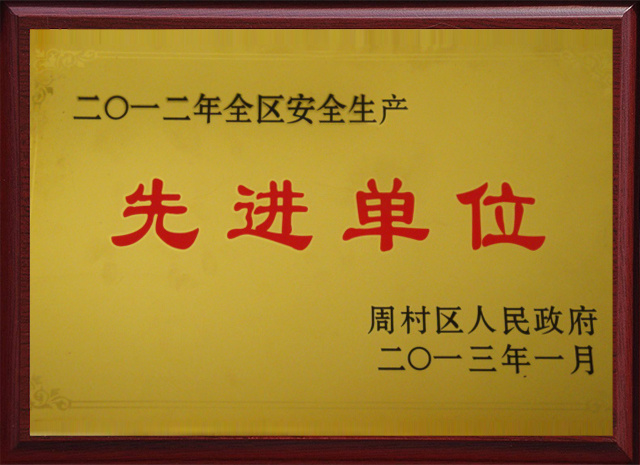 二〇一二年全区安全生产
先进单位
周村区人民政府
二〇一三年一月